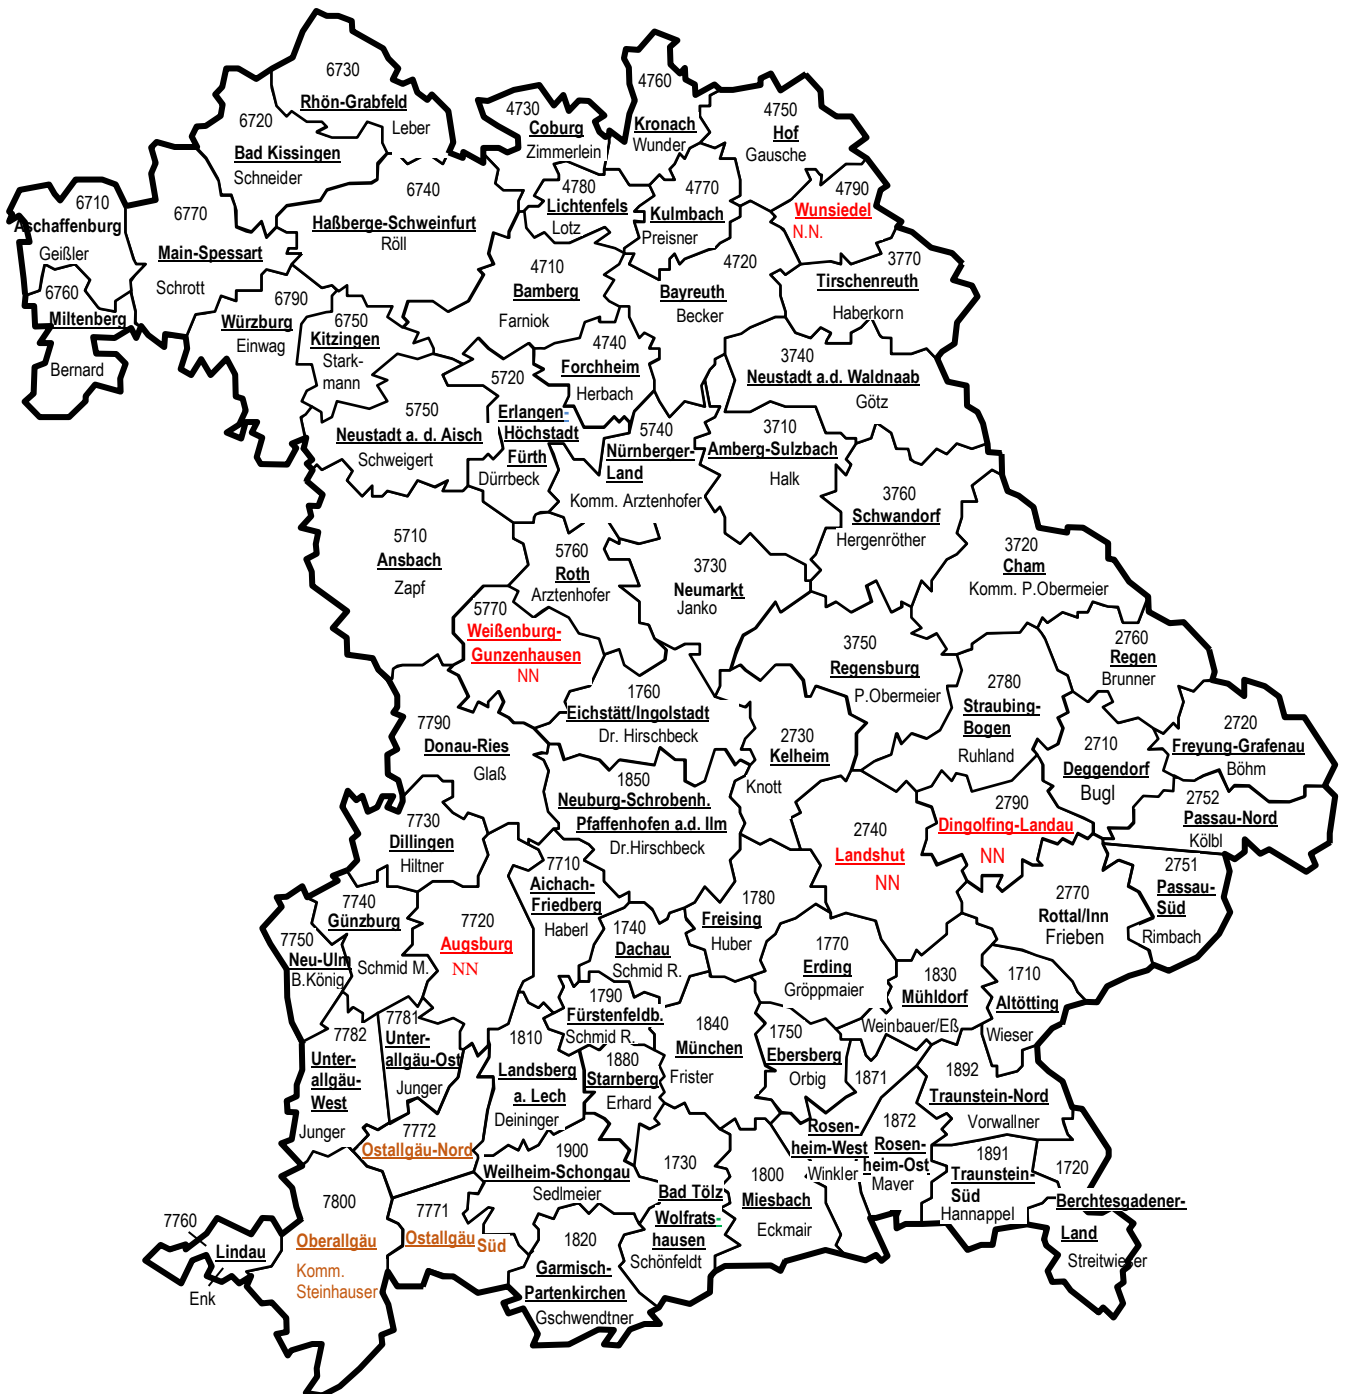 6730
Rhön-Grabfeld
Leber
6720
Bad Kissingen
Schneider
4730
Coburg
Zimmerlein
4760
Kronach
Wunder
4750
Hof
Gausche
6710
Aschaffenburg
Geißler
6770
Main-Spessart
Schrott
6740
Haßberge-Schweinfurt
Röll
4780
Lichtenfels
Lotz
4770
Kulmbach
Preisner
4790
Wunsiedel
N.N.
6760
Miltenberg
Bernard
6790
Würzburg
Einwag
6750
Kitzingen
Stark-
mann
4710
Bamberg
Farniok
4720
Bayreuth
Becker
3770
Tirschenreuth
Haberkorn
4740
Forchheim
Herbach
3740
Neustadt a.d. Waldnaab
Götz
5750
Neustadt a. d. Aisch
Schweigert
5720
Erlangen-
Höchstadt
Fürth
Dürrbeck
5740
Nürnberger-
Land
Komm. Arztenhofer
3710
Amberg-Sulzbach
Halk
3760
Schwandorf
Hergenröther
5710
Ansbach
Zapf
5760
Roth
Arztenhofer
3730
Neumarkt
Janko
3720
Cham
Komm. P.Obermeier
5770
Weißenburg-
Gunzenhausen
NN
3750
Regensburg
P.Obermeier
2760
Regen
Brunner
1760
Eichstätt/Ingolstadt
Dr. Hirschbeck
2780
Straubing-
Bogen
Ruhland
7790
Donau-Ries
Glaß
2730
Kelheim
Knott
2710
Deggendorf
Bugl
2720
Freyung-Grafenau
Böhm
1850
Neuburg-Schrobenh.
Pfaffenhofen a.d. Ilm
Dr.Hirschbeck
2790
Dingolfing-Landau
NN
2752
Passau-Nord
Kölbl
7730
Dillingen
Hiltner
2740
Landshut
NN
7710
Aichach-
Friedberg
Haberl
2751
Passau-
Süd
Rimbach
7740
Günzburg
Schmid M.
7720
Augsburg
NN
1780
Freising
Huber
2770
Rottal/Inn
Frieben
7750
Neu-Ulm
B.König
1740
Dachau
Schmid R.
1770
Erding
Gröppmaier
1830
Mühldorf
Weinbauer/Eß
1710
Altötting
Wieser
1790
Fürstenfeldb.
Schmid R.
7782
Unter-
allgäu-
West
Junger
7781
Unter-
allgäu-Ost
Junger
1810
Landsberg
a. Lech
Deininger
1840
München
Frister
1750
Ebersberg
Orbig
1880
Starnberg
Erhard
1871
Rosen-
heim-West
Winkler
1892
Traunstein-Nord
Vorwallner
1872
Rosen-
heim-Ost
Mayer
7772
Ostallgäu-Nord
1900
Weilheim-Schongau
Sedlmeier
1730
Bad Tölz
Wolfrats-
hausen
Schönfeldt
1800
Miesbach
Eckmair
1891
Traunstein-
Süd
Hannappel
1720
Berchtesgadener-
Land
Streitwieser
7760
Lindau
Enk
7800
Oberallgäu
Komm.
Steinhauser
7771
Ostallgäu Süd
1820
Garmisch-
Partenkirchen
Gschwendtner